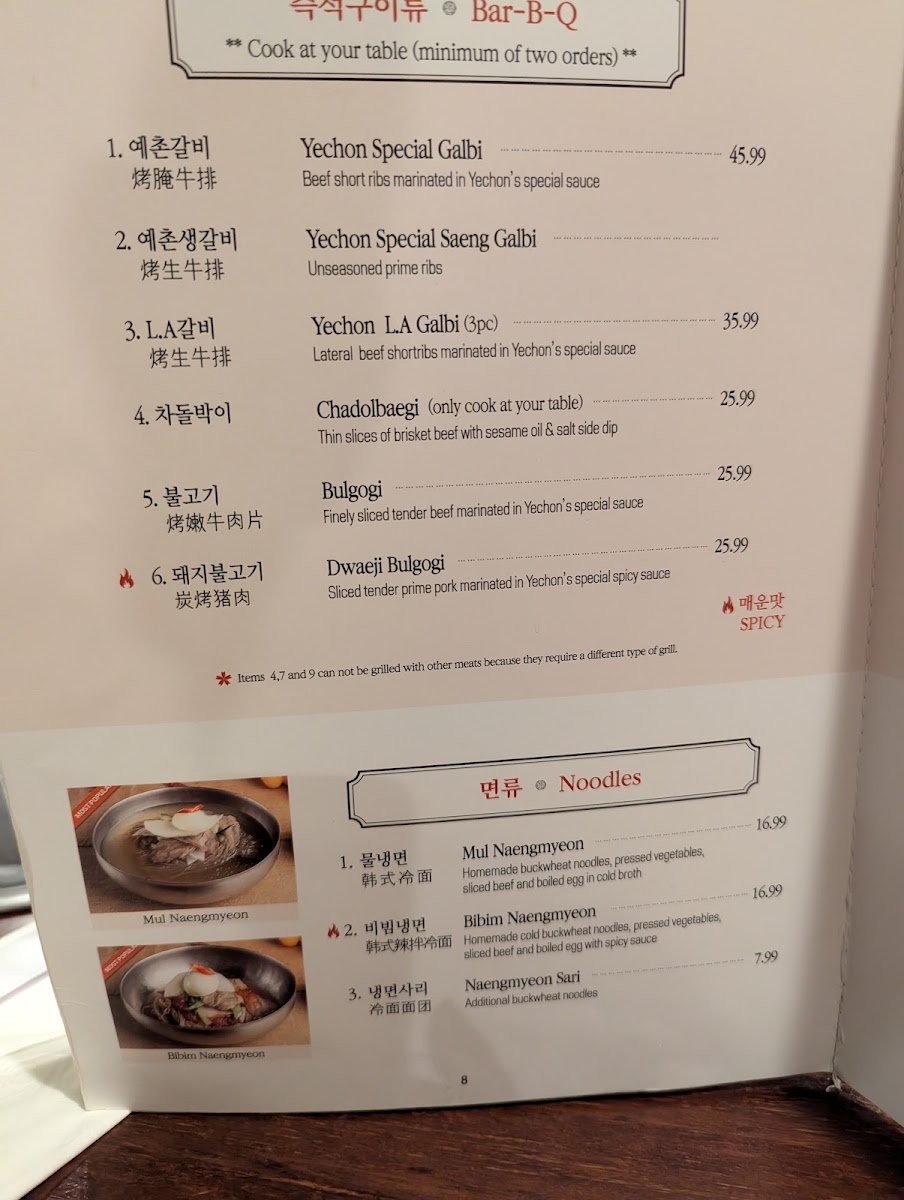 즉석구이류 Bar-B-Q
** Cook at your table (minimum of two orders) **
1. 예촌갈비 Yechon Special Galbi 45.99
烤腌牛排 Beef short ribs marinated in Yechon's special sauce
2. 예촌생갈비 Yechon Special Saeng Galbi
烤生牛排 Unseasoned prime ribs
3. L.A갈비 Yechon L.A Galbi (3pc) 35.99
烤生牛排 Lateral beef shortribs marinated in Yechon's special sauce
4. 차돌박이 Chadolbaegi (only cook at your table) 25.99
Thin slices of brisket beef with sesame oil & salt side dip
5. 불고기 Bulgogi 25.99
烤嫩牛肉片 Finely sliced tender beef marinated in Yechon's special sauce
6. 돼지불고기 Dwaeji Bulgogi 25.99
炭烤猪肉 Sliced tender prime pork marinated in Yechon's special spicy sauce
매운맛
SPICY
* Items 4,7 and 9 can not be grilled with other meats because they require a different type of grill.
면류 Noodles
MOST POPULAR
Mul Naengmyeon
1. 물냉면 Mul Naengmyeon 16.99
韩式冷面 Homemade buckwheat noodles, pressed vegetables,
sliced beef and boiled egg in cold broth
2. 비빔냉면 Bibim Naengmyeon 16.99
韩式辣拌冷面 Homemade cold buckwheat noodles, pressed vegetables,
sliced beef and boiled egg with spicy sauce
3. 냉면사리 Naengmyeon Sari 7.99
冷面面团 Additional buckwheat noodles
MOST POPULAR
Bibim Naengmyeon
8